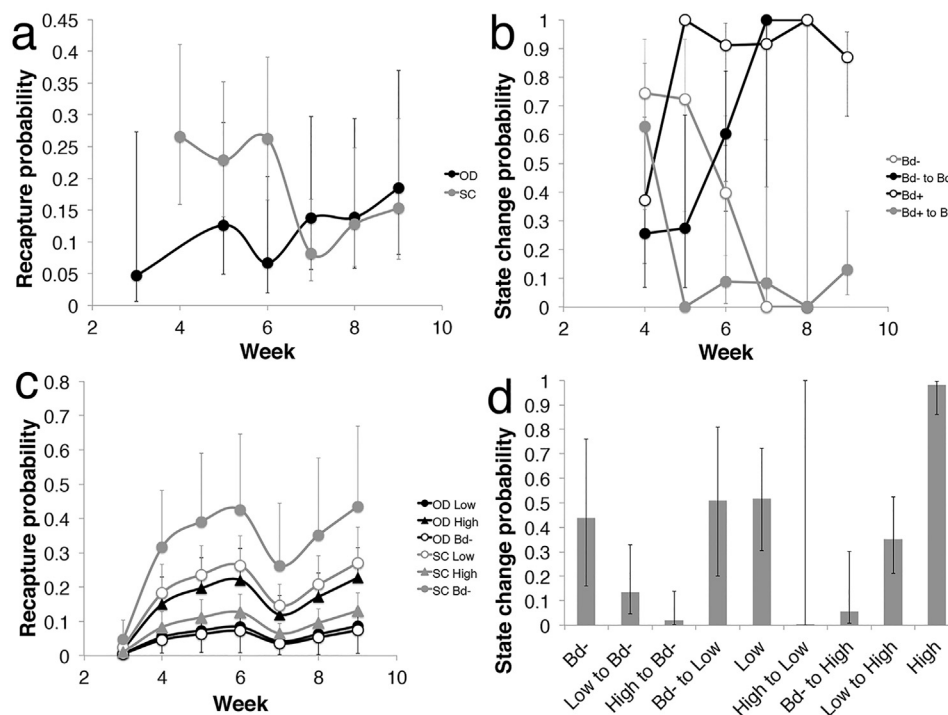 a
Recapture probability
0.45
0.4
0.35
0.3
0.25
0.2
0.15
0.1
0.05
0
2 4 6 8 10
Week
OD
SC
b
State change probability
1
0.9
0.8
0.7
0.6
0.5
0.4
0.3
0.2
0.1
0
2 4 6 8 10
Week
Bd-
Bd- to Bd
Bd+
Bd+ to B
c
Recapture probability
0.8
0.7
0.6
0.5
0.4
0.3
0.2
0.1
0
2 4 6 8 10
Week
OD Low
OD High
OD Bd-
SC Low
SC High
SC Bd-
d
State change probability
1
0.9
0.8
0.7
0.6
0.5
0.4
0.3
0.2
0.1
0
Bd-
Low to Bd-
High to Bd-
Bd- to Low
Low
High to Low
Bd- to High
Low to High
High